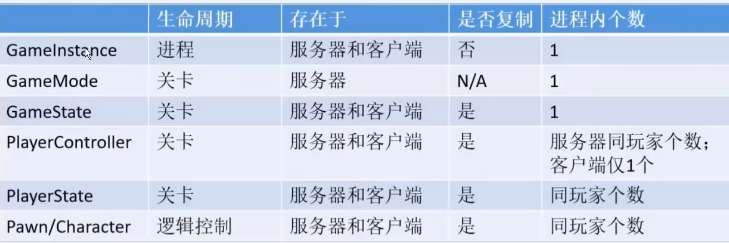 生命周期 存在于 是否复制 进程内个数
GameInstance 进程 服务器和客户端 否 1
GameMode 关卡 服务器 N/A 1
GameState 关卡 服务器和客户端 是 1
PlayerController 关卡 服务器和客户端 是 服务器同玩家个数；
客户端仅1个
PlayerState 关卡 服务器和客户端 是 同玩家个数
Pawn/Character 逻辑控制 服务器和客户端 是 同玩家个数